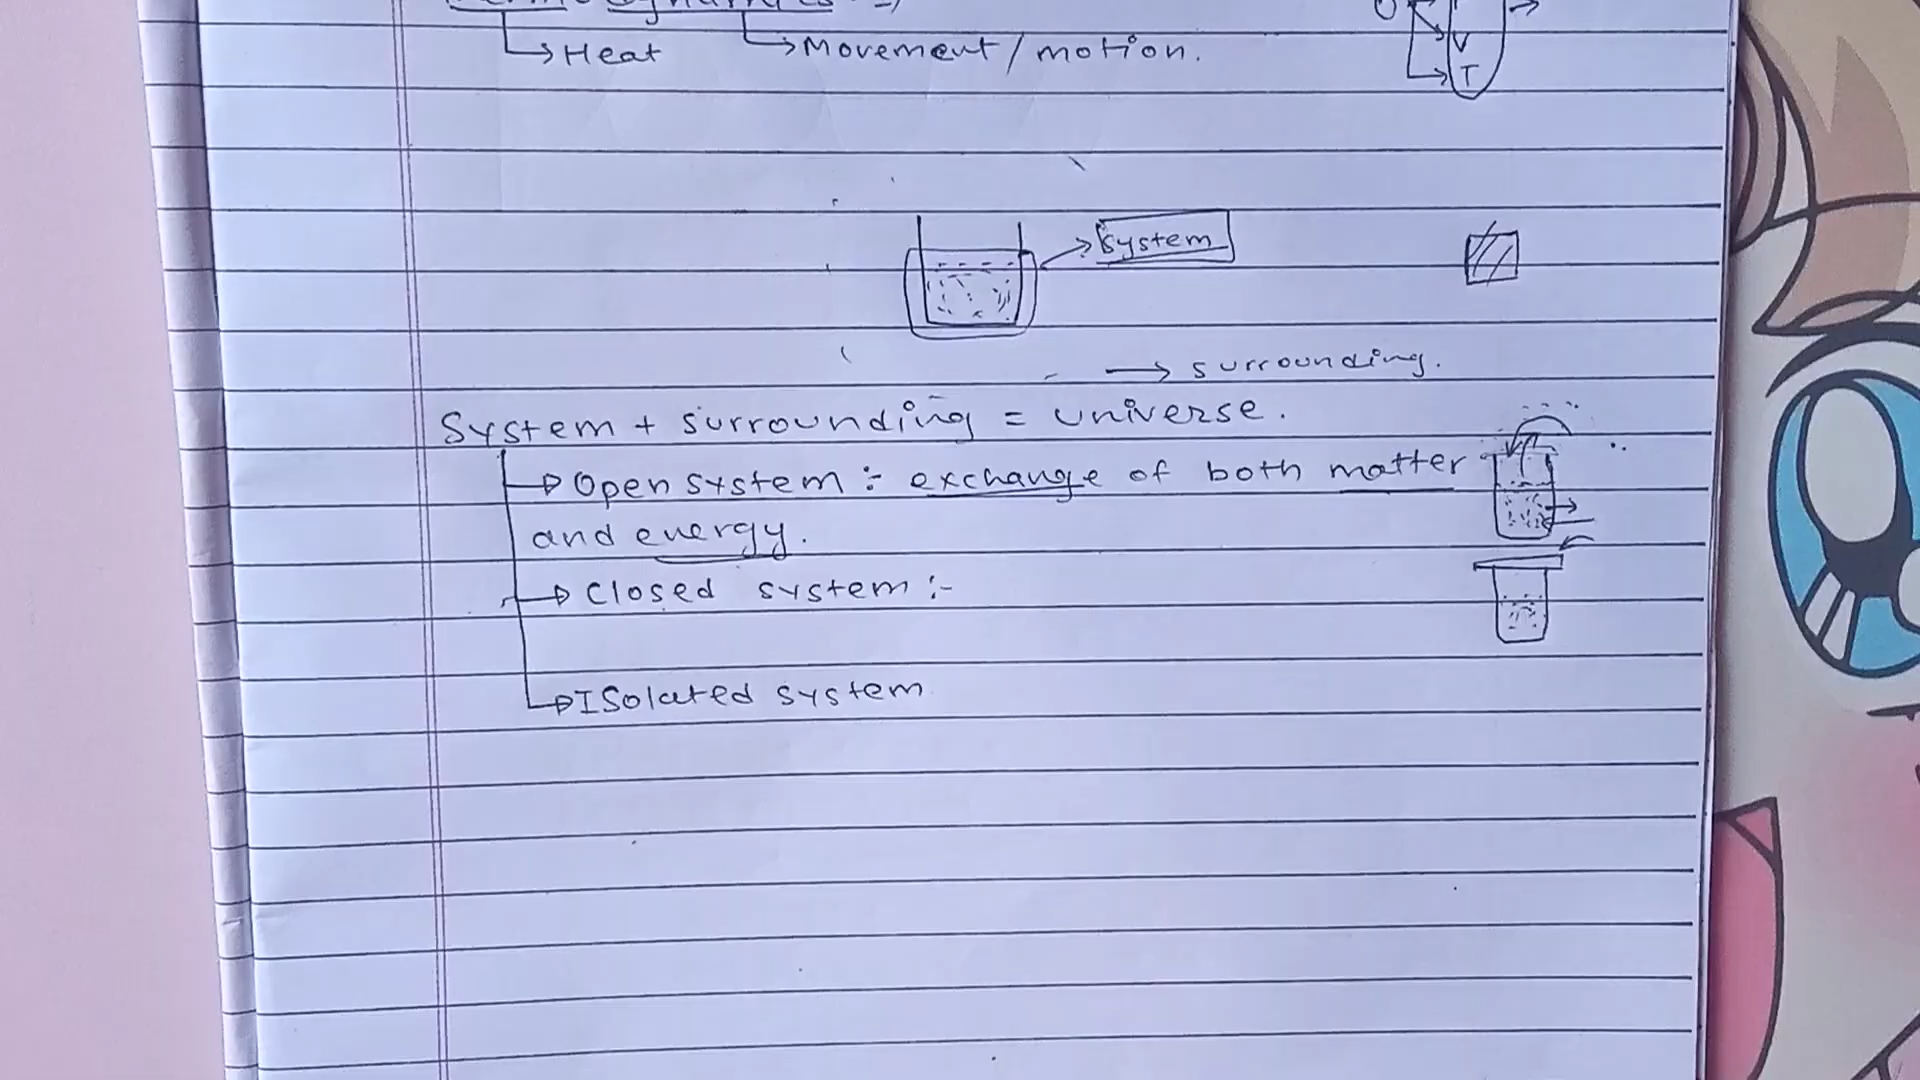 Heat
Movement / motion.
V
T
System
→ surrounding.
System + surrounding = universe.
Open system :- exchange of both matter
and energy.
Closed system :-
Isolated system